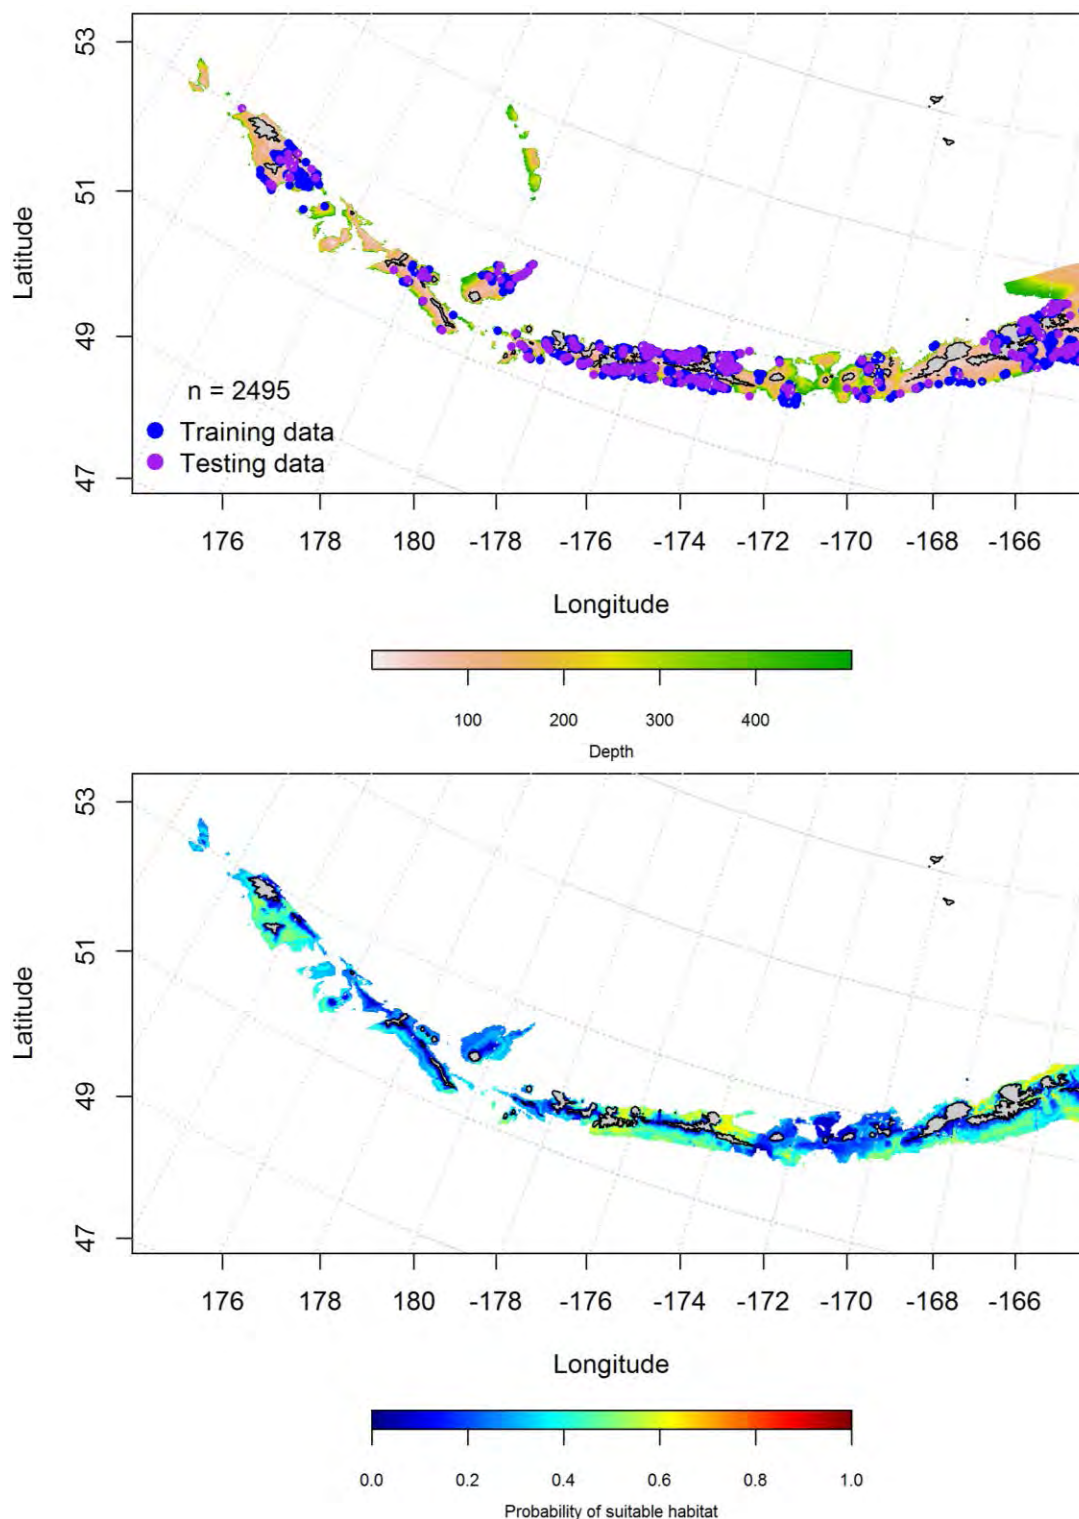 53
51
49
47
Latitude
n = 2495
Training data
Testing data
176 178 180 -178 -176 -174 -172 -170 -168 -166
Longitude
100 200 300 400
Depth
53
51
49
47
Latitude
176 178 180 -178 -176 -174 -172 -170 -168 -166
Longitude
0.0 0.2 0.4 0.6 0.8 1.0
Probability of suitable habitat